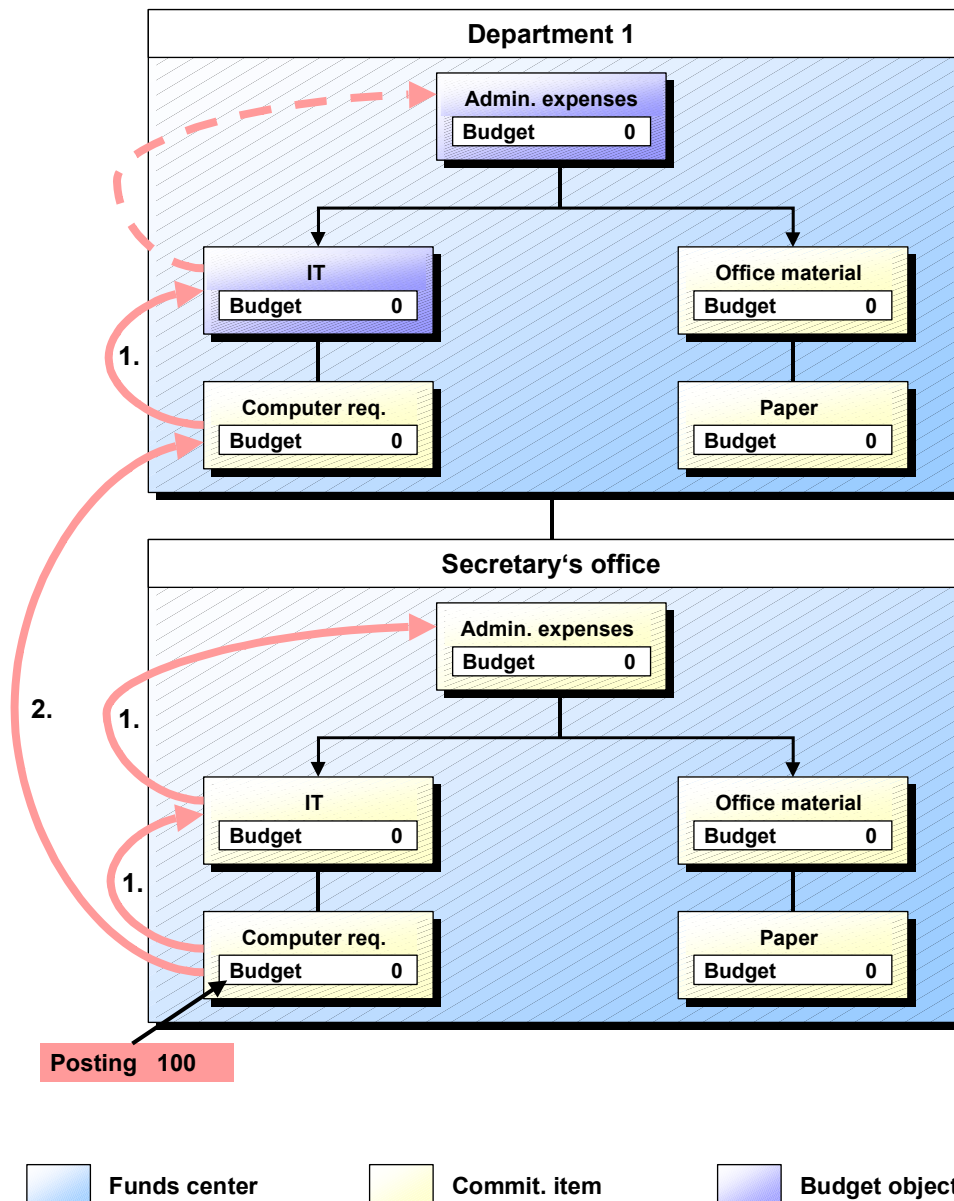 Department 1
Admin. expenses
Budget 0
IT
Budget 0
Office material
Budget 0
1.
Computer req.
Budget 0
Paper
Budget 0
Secretary‘s office
Admin. expenses
Budget 0
2.
1.
IT
Budget 0
Office material
Budget 0
1.
Computer req.
Budget 0
Paper
Budget 0
Posting 100
Funds center
Commit. item
Budget object